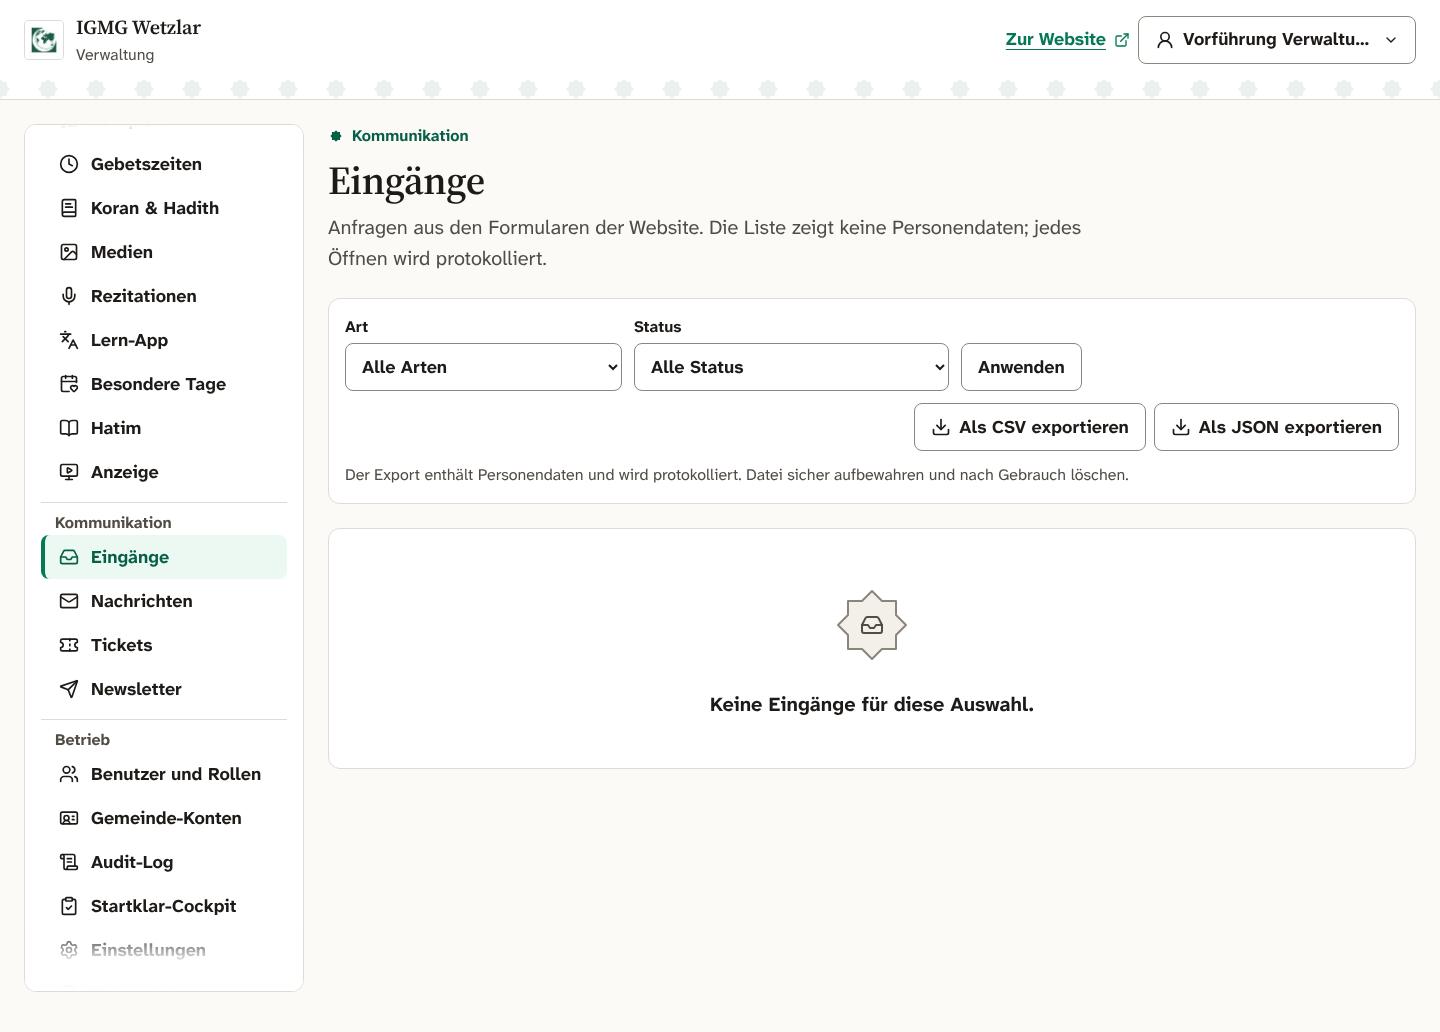 IGMG Wetzlar
Verwaltung
Zur Website
Vorführung Verwaltu...
Gebetszeiten
Koran & Hadith
Medien
Rezitationen
Lern-App
Besondere Tage
Hatim
Anzeige
Kommunikation
Eingänge
Nachrichten
Tickets
Newsletter
Betrieb
Benutzer und Rollen
Gemeinde-Konten
Audit-Log
Startklar-Cockpit
Einstellungen
Kommunikation
Eingänge
Anfragen aus den Formularen der Website. Die Liste zeigt keine Personendaten; jedes
Öffnen wird protokolliert.
Art
Status
Alle Arten
Alle Status
Anwenden
Als CSV exportieren
Als JSON exportieren
Der Export enthält Personendaten und wird protokolliert. Datei sicher aufbewahren und nach Gebrauch löschen.
Keine Eingänge für diese Auswahl.